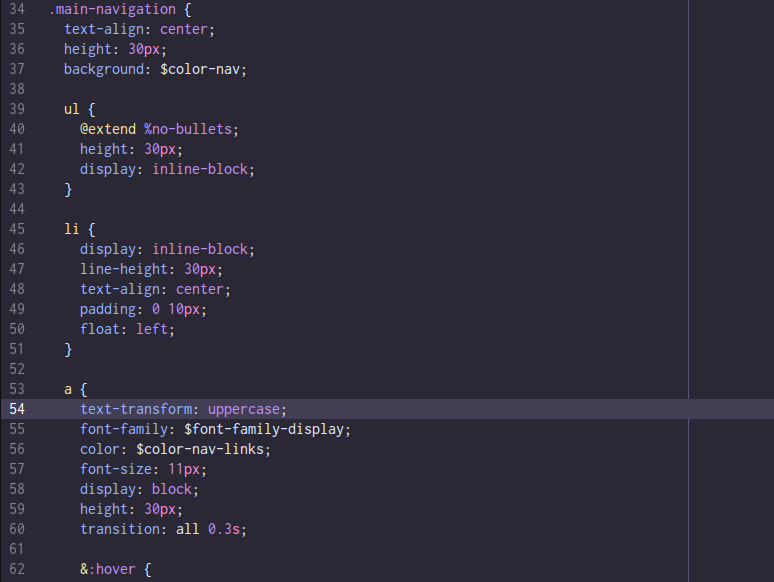 34 .main-navigation {
35 text-align: center;
36 height: 30px;
37 background: $color-nav;
38
39 ul {
40 @extend %no-bullets;
41 height: 30px;
42 display: inline-block;
43 }
44
45 li {
46 display: inline-block;
47 line-height: 30px;
48 text-align: center;
49 padding: 0 10px;
50 float: left;
51 }
52
53 a {
54 text-transform: uppercase;
55 font-family: $font-family-display;
56 color: $color-nav-links;
57 font-size: 11px;
58 display: block;
59 height: 30px;
60 transition: all 0.3s;
61
62 &:hover {